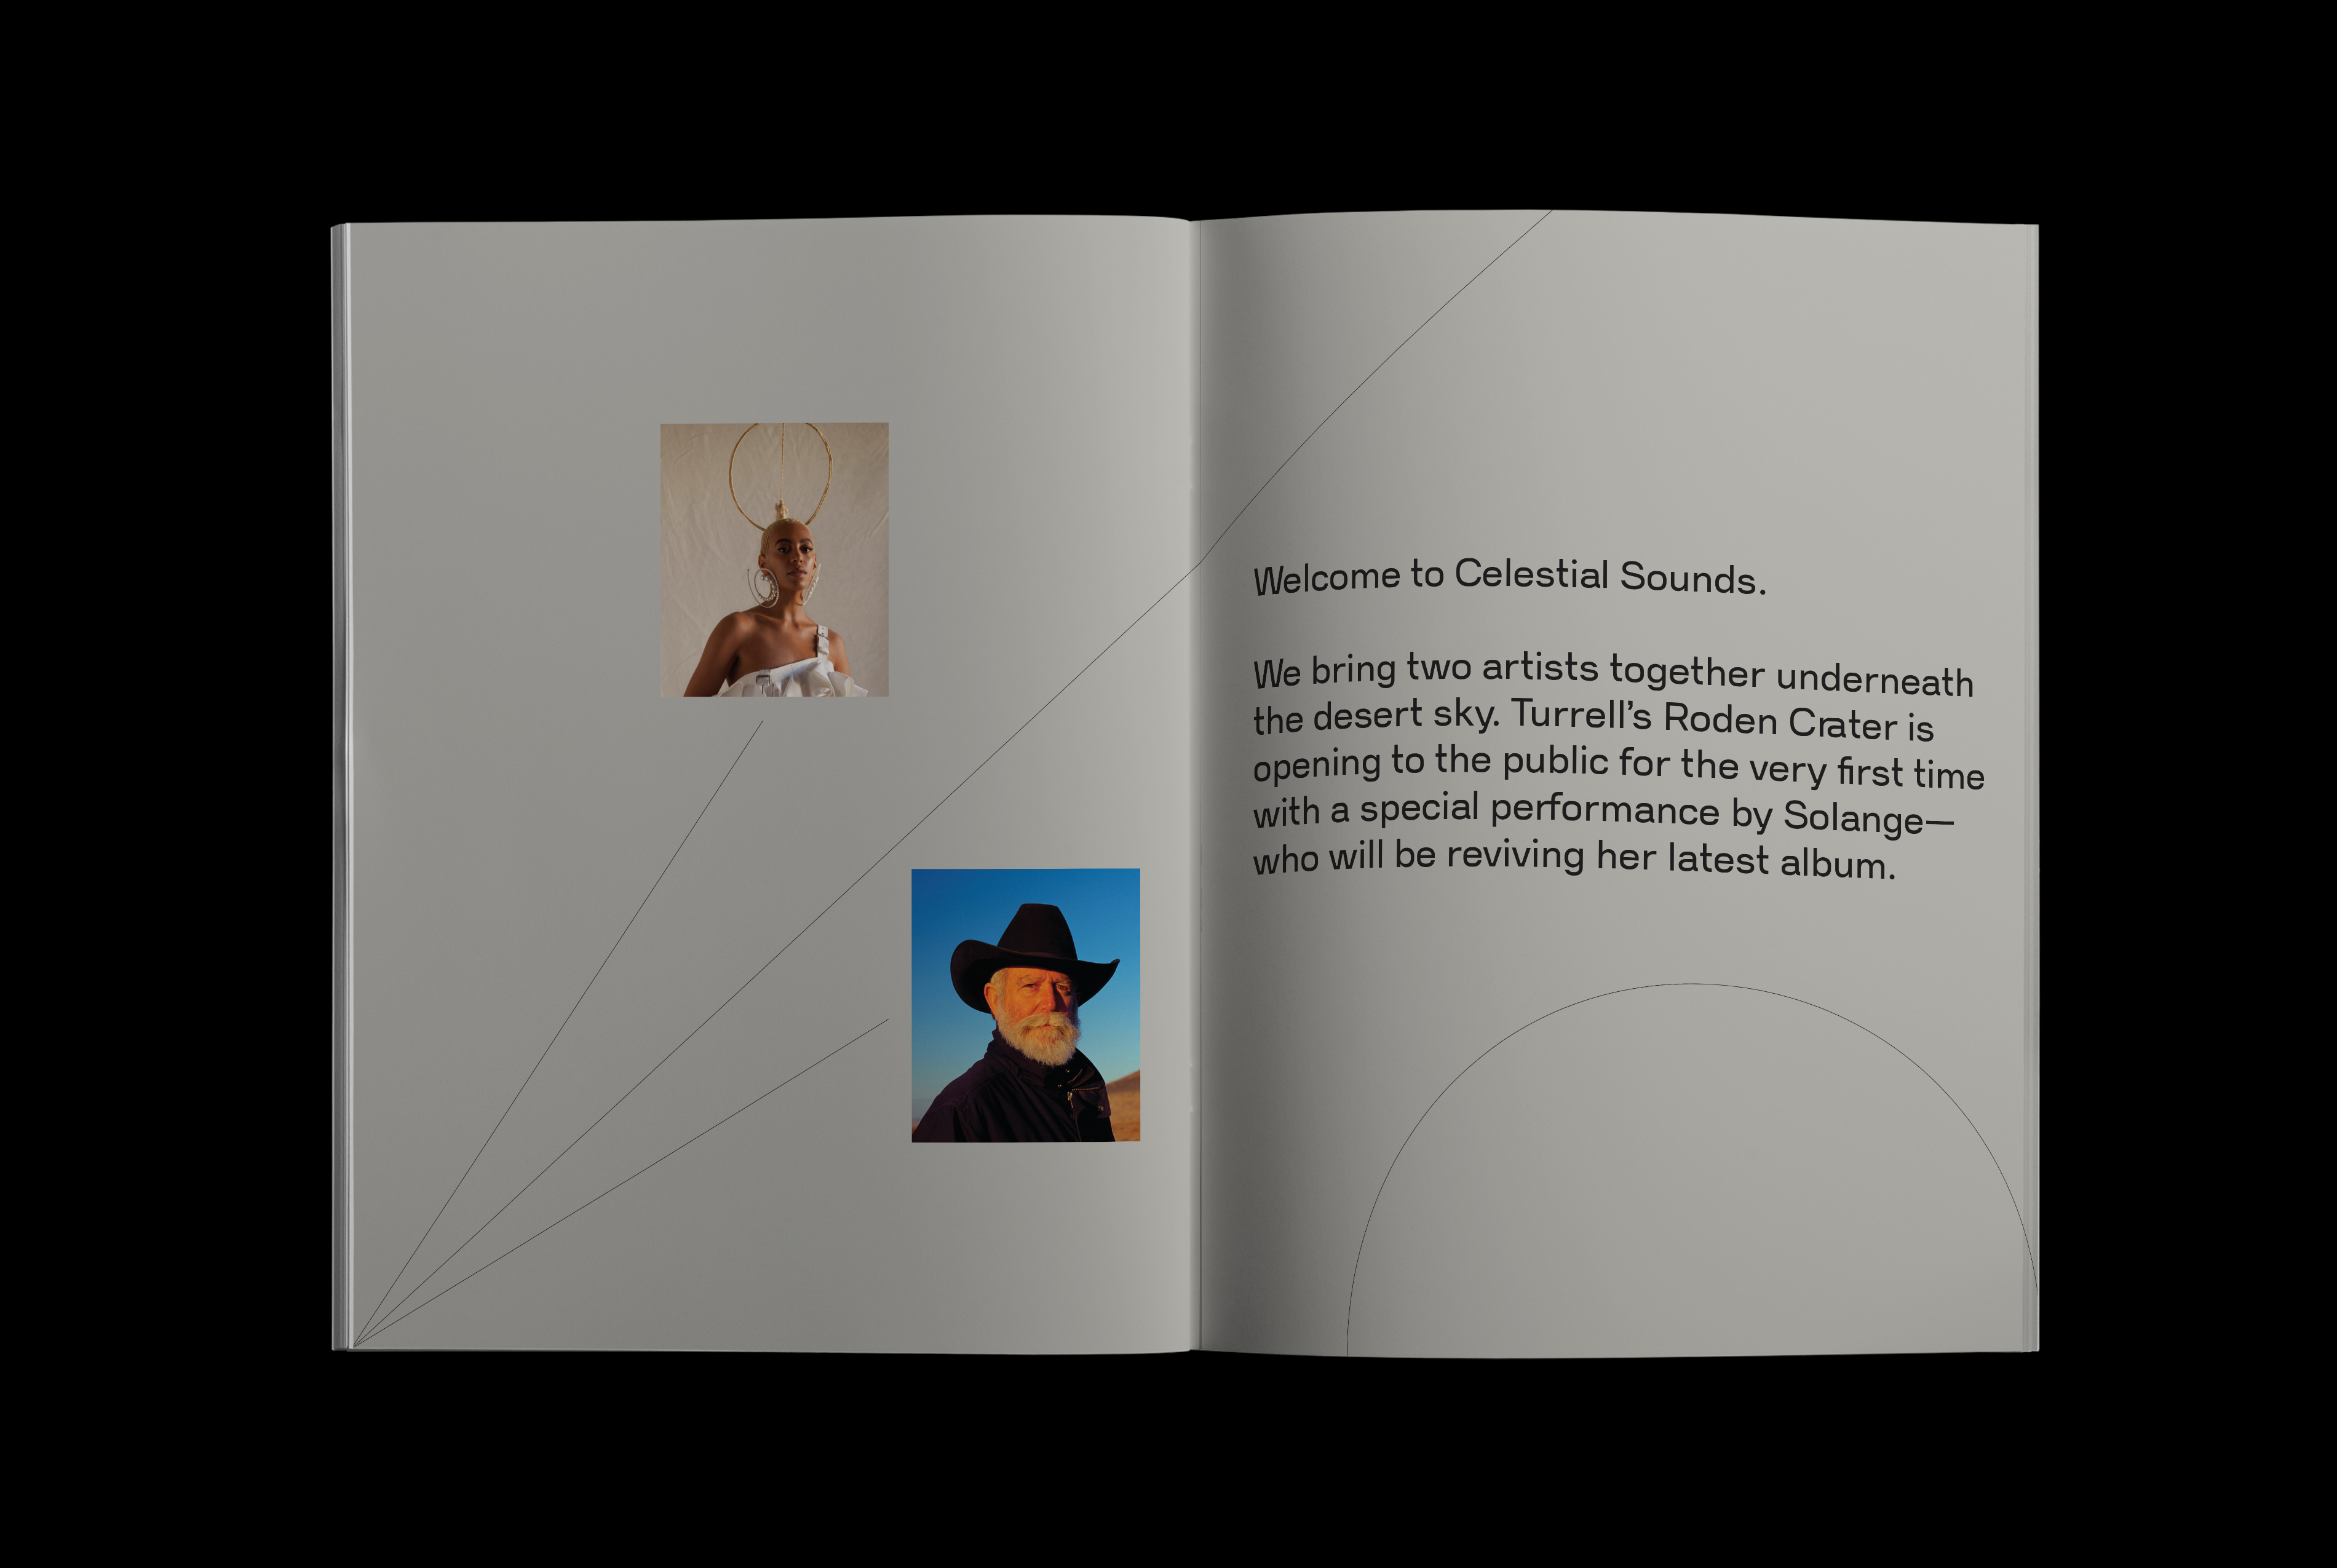 Welcome to Celestial Sounds.
We bring two artists together underneath
the desert sky. Turrell’s Roden Crater is
opening to the public for the very first time
with a special performance by Solange—
who will be reviving her latest album.